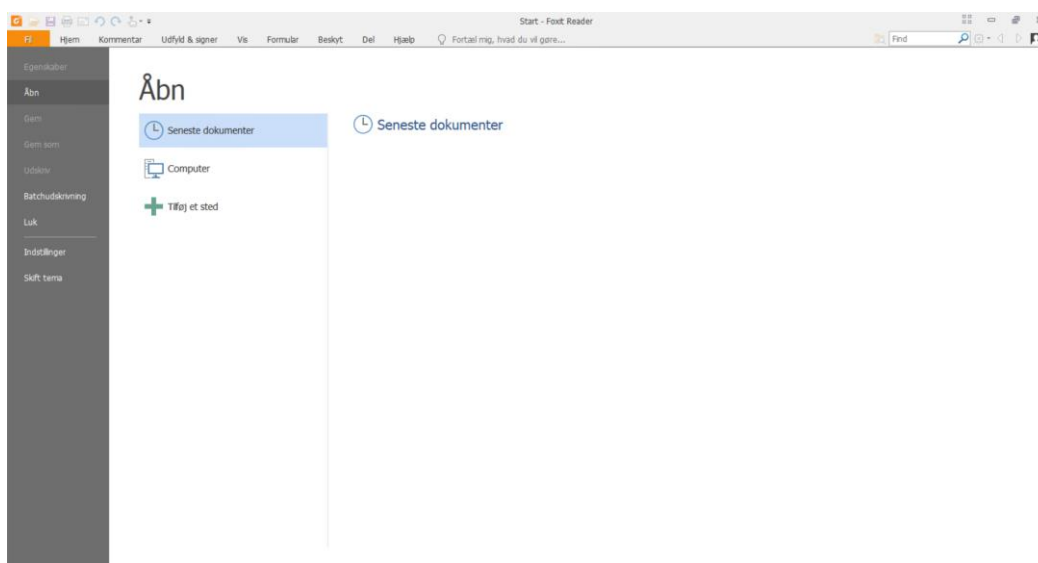 Start - Foxit Reader
Fil
Hjem
Kommentar
Udfyld & signer
Vis
Formular
Beskyt
Del
Hjælp
Fortæl mig, hvad du vil gøre...
Find
Egenskaber
Åbn
Gem
Gem som
Udskriv
Batchudskrivning
Luk
Indstillinger
Skift tema
Åbn
Seneste dokumenter
Computer
Tilføj et sted
Seneste dokumenter